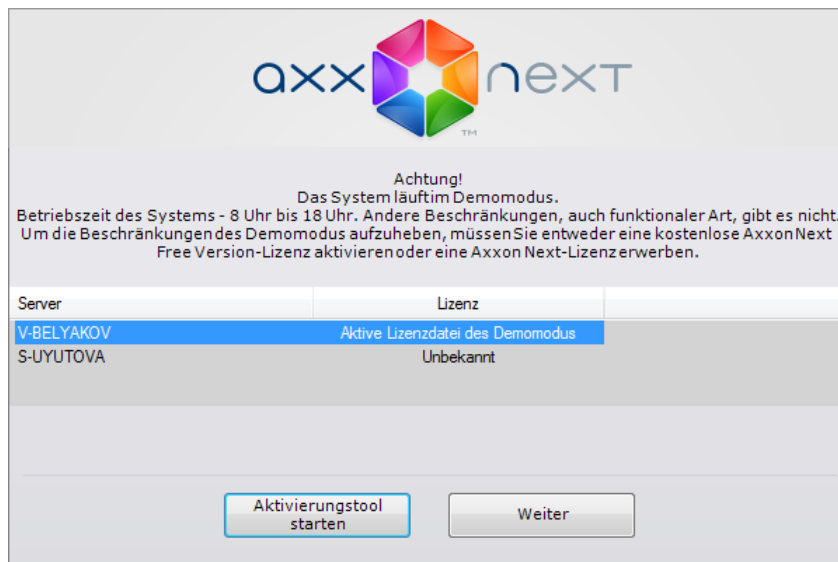 axx next
TM
Achtung!
Das System läuftim Demomodus.
Betriebszeit des Systems - 8 Uhr bis 18 Uhr. Andere Beschränkungen, auch funktionaler Art, gibt es nicht.
Um die Beschränkungen des Demomodus aufzuheben, müssen Sie entweder eine kostenlose Axxon Next
Free Version-Lizenz aktivieren oder eine Axxon Next-Lizenz erwerben.
Server Lizenz
V-BELYAKOV Aktive Lizenzdatei des Demomodus
S-UYUTOVA Unbekannt
Aktivierungstool
starten
Weiter